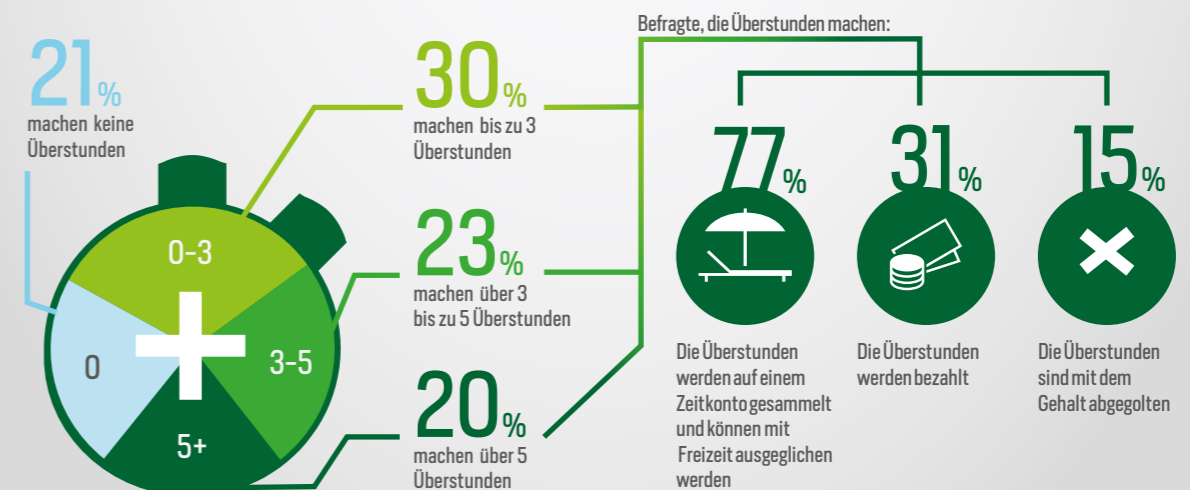 21%
machen keine
Überstunden
30%
machen bis zu 3
Überstunden
23%
machen über 3
bis zu 5 Überstunden
20%
machen über 5
Überstunden
0-3
0
3-5
5+
Befragte, die Überstunden machen:
77%
Die Überstunden
werden auf einem
Zeitkonto gesammelt
und können mit
Freizeit ausgeglichen
werden
31%
Die Überstunden
werden bezahlt
15%
Die Überstunden
sind mit dem
Gehalt abgegolten